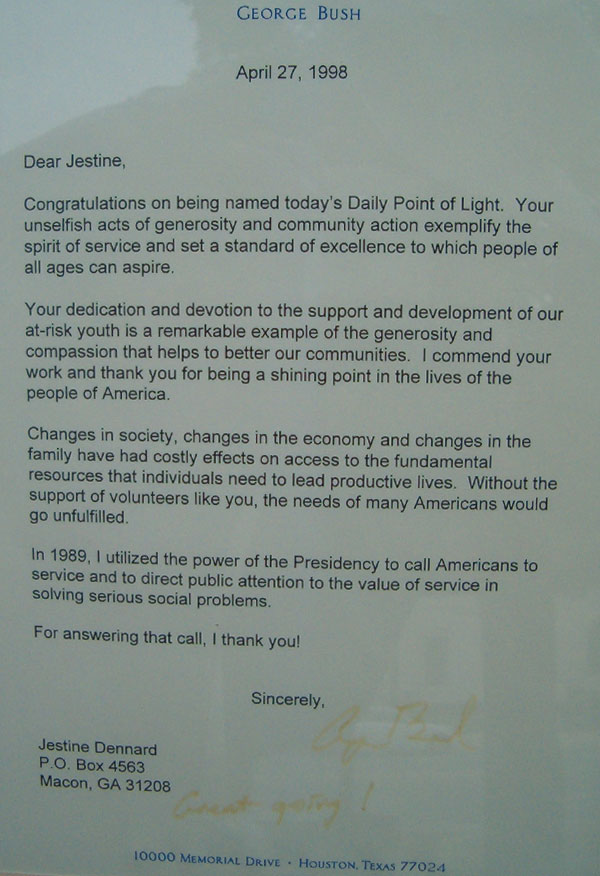 GEORGE BUSH
April 27, 1998
Dear Jestine,
Congratulations on being named today's Daily Point of Light.  Your
unselfish acts of generosity and community action exemplify the
spirit of service and set a standard of excellence to which people of
all ages can aspire.
Your dedication and devotion to the support and development of our
at-risk youth is a remarkable example of the generosity and
compassion that helps to better our communities.  I commend your
work and thank you for being a shining point in the lives of the
people of America.
Changes in society, changes in the economy and changes in the
family have had costly effects on access to the fundamental
resources that individuals need to lead productive lives.  Without the
support of volunteers like you, the needs of many Americans would
go unfulfilled.
In 1989, I utilized the power of the Presidency to call Americans to
service and to direct public attention to the value of service in
solving serious social problems.
For answering that call, I thank you!
Sincerely,
G Bush
Jestine Dennard
P.O. Box 4563
Macon, GA 31208
Great going!
10000 MEMORIAL DRIVE · HOUSTON, TEXAS 77024